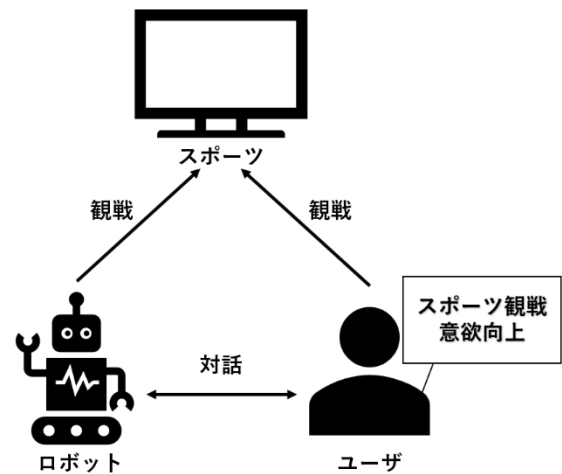 スポーツ
観戦
観戦
スポーツ観戦
意欲向上
対話
ロボット
ユーザ